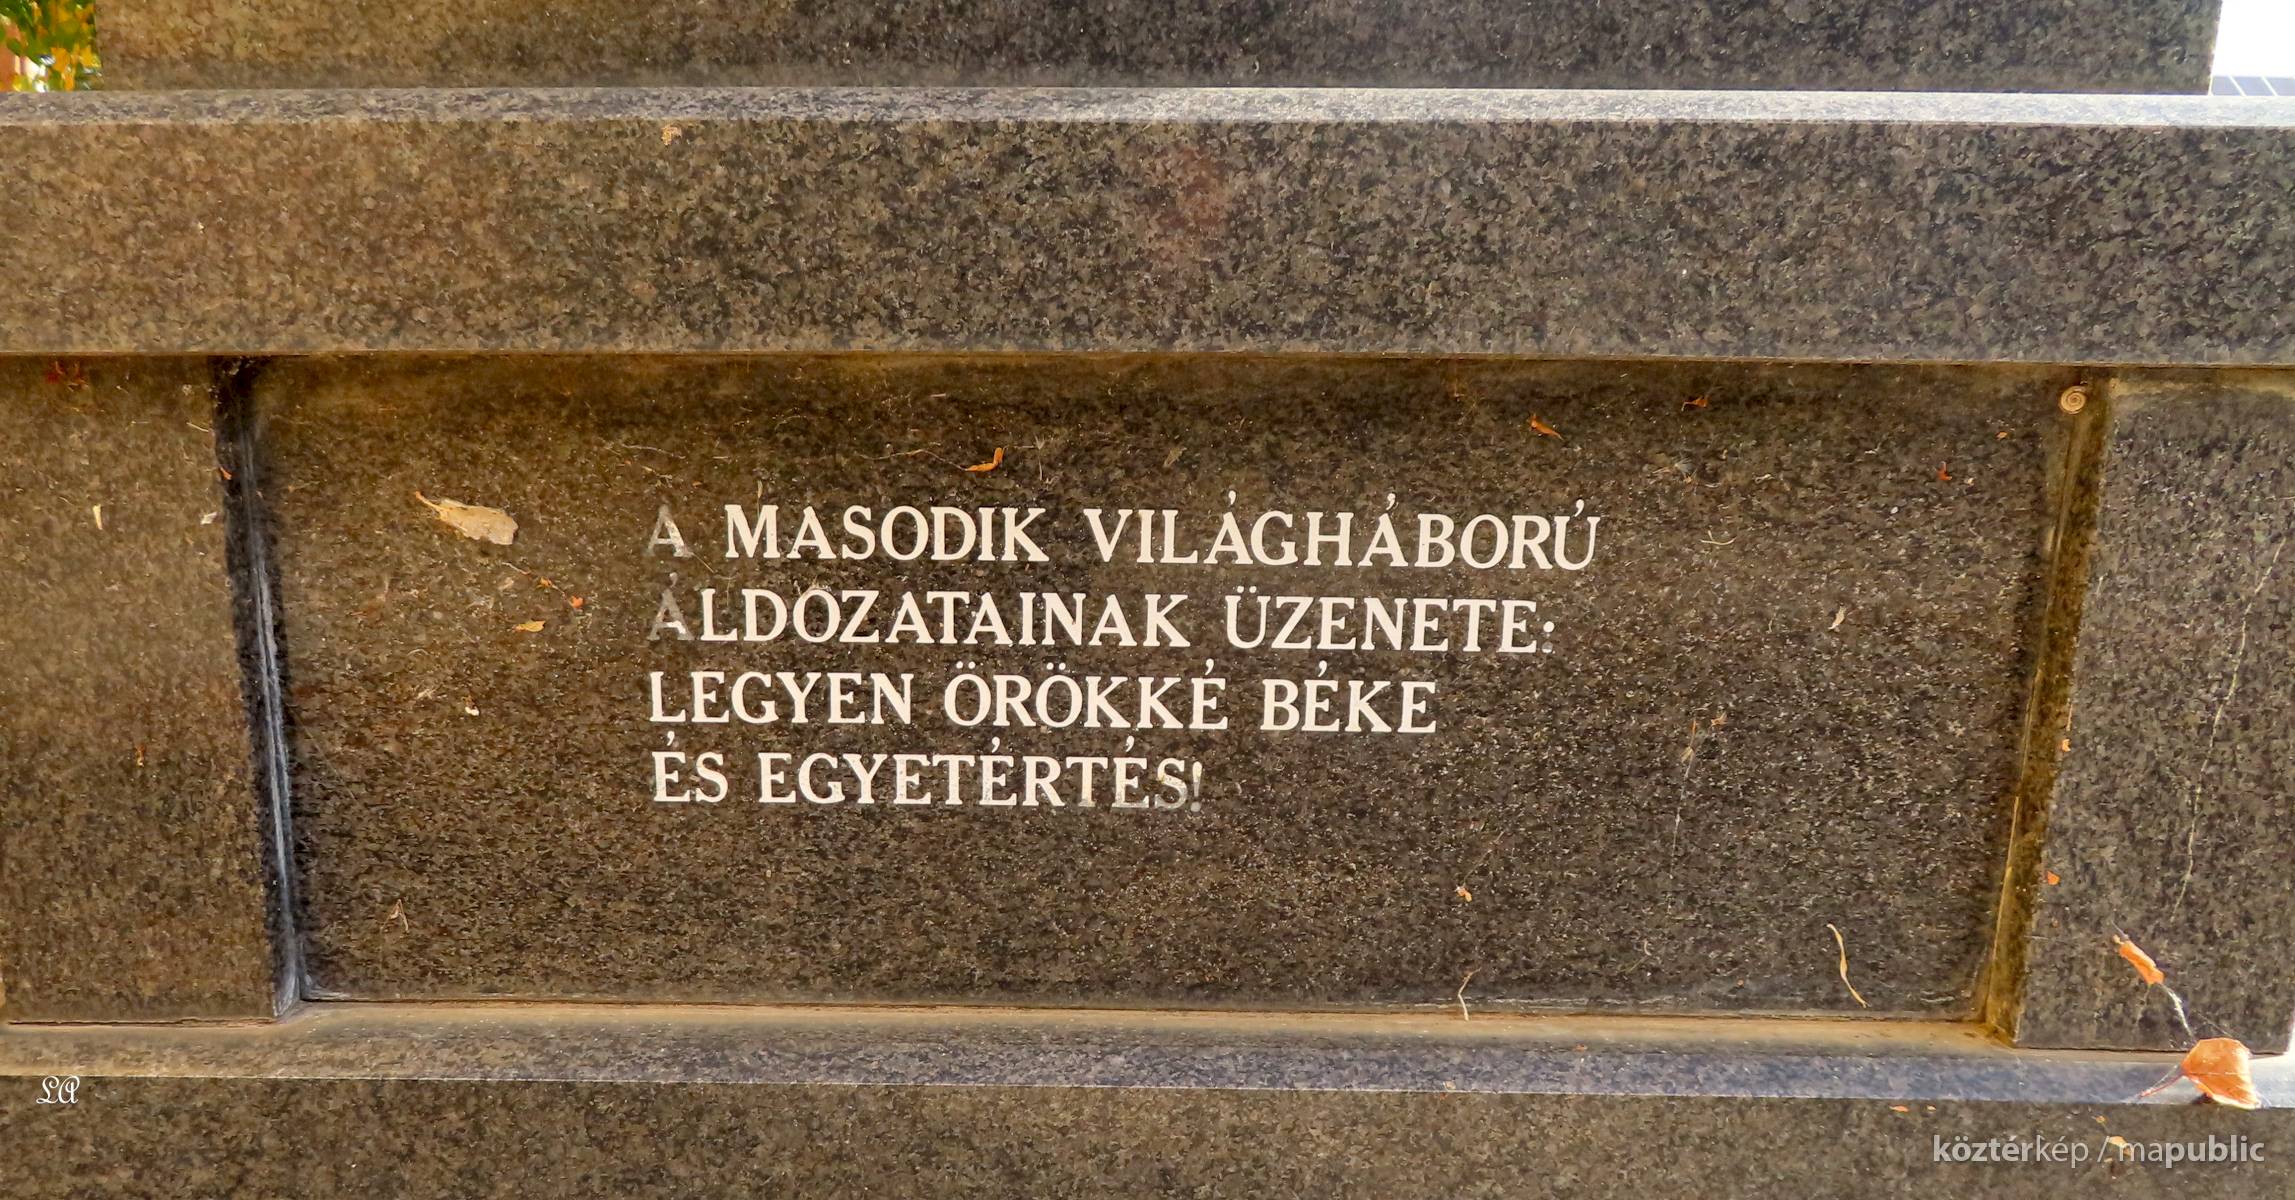 A MASODIK VILÁGHÁBORÚ
ÁLDOZATAINAK ÜZENETE:
LEGYEN ÖRÖKKÉ BÉKE
ÉS EGYETÉRTÉS!
LA
köztérkép / mapublic